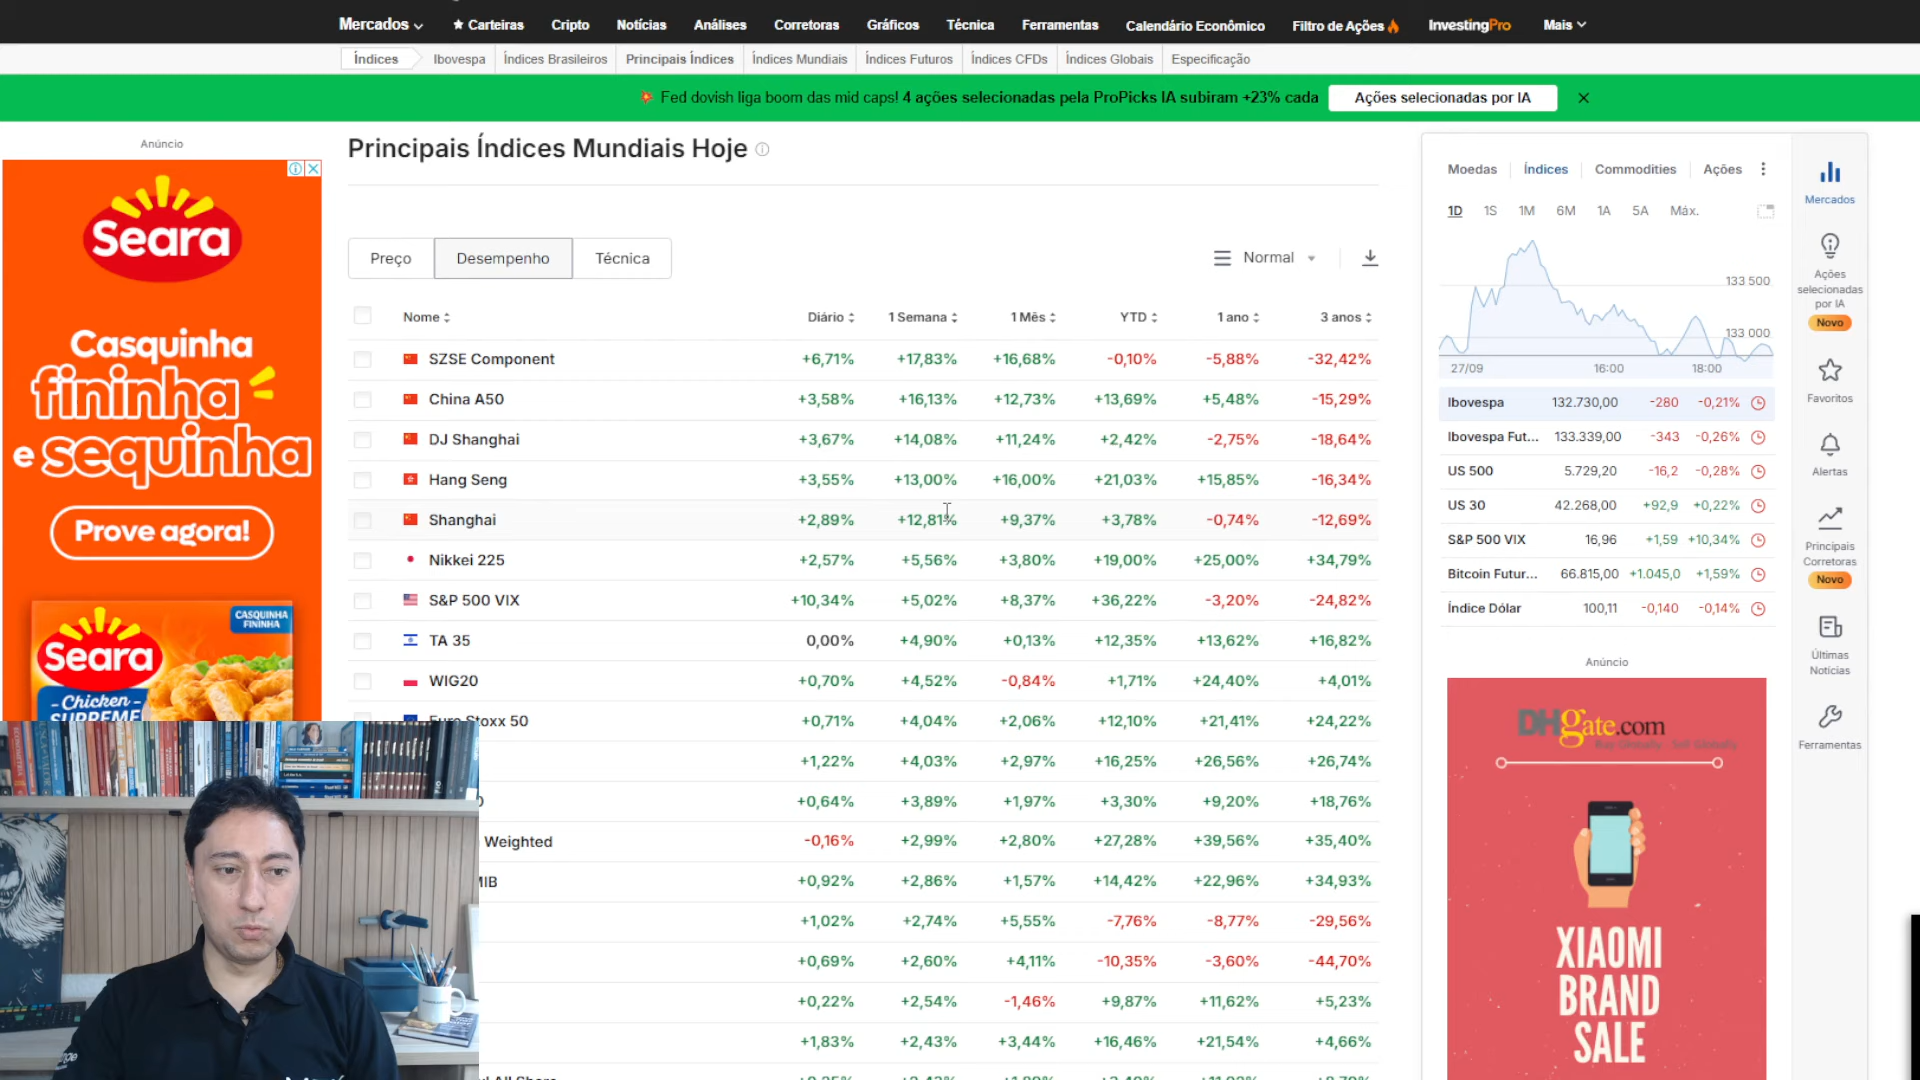 Mercados
Carteiras
Cripto
Notícias
Análises
Corretoras
Gráficos
Técnica
Ferramentas
Calendário Econômico
Filtro de Ações
InvestingPro
Mais
Índices
Ibovespa
Índices Brasileiros
Principais Índices
Índices Mundiais
Índices Futuros
Índices CFDs
Índices Globais
Especificação
Fed dovish liga boom das mid caps! 4 ações selecionadas pela ProPicks IA subiram +23% cada
Ações selecionadas por IA
Anúncio
Seara
Casquinha
fininha
e sequinha
Prove agora!
CASQUINHA
FININHA
Seara
- Chicken -
SUPREME
Principais Índices Mundiais Hoje
Preço
Desempenho
Técnica
Normal
Nome Diário 1 Semana 1 Mês YTD 1 ano 3 anos
SZSE Component +6,71% +17,83% +16,68% -0,10% -5,88% -32,42%
China A50 +3,58% +16,13% +12,73% +13,69% +5,48% -15,29%
DJ Shanghai +3,67% +14,08% +11,24% +2,42% -2,75% -18,64%
Hang Seng +3,55% +13,00% +16,00% +21,03% +15,85% -16,34%
Shanghai +2,89% +12,81% +9,37% +3,78% -0,74% -12,69%
Nikkei 225 +2,57% +5,56% +3,80% +19,00% +25,00% +34,79%
S&P 500 VIX +10,34% +5,02% +8,37% +36,22% -3,20% -24,82%
TA 35 0,00% +4,90% +0,13% +12,35% +13,62% +16,82%
WIG20 +0,70% +4,52% -0,84% +1,71% +24,40% +4,01%
Euro Stoxx 50 +0,71% +4,04% +2,06% +12,10% +21,41% +24,22%
+1,22% +4,03% +2,97% +16,25% +26,56% +26,74%
+0,64% +3,89% +1,97% +3,30% +9,20% +18,76%
Weighted -0,16% +2,99% +2,80% +27,28% +39,56% +35,40%
MIB +0,92% +2,86% +1,57% +14,42% +22,96% +34,93%
+1,02% +2,74% +5,55% -7,76% -8,77% -29,56%
+0,69% +2,60% +4,11% -10,35% -3,60% -44,70%
+0,22% +2,54% -1,46% +9,87% +11,62% +5,23%
+1,83% +2,43% +3,44% +16,46% +21,54% +4,66%
All Share
Moedas
Índices
Commodities
Ações
1D 1S 1M 6M 1A 5A Máx.
133 500
133 000
27/09 16:00 18:00
Ibovespa 132.730,00 -280 -0,21%
Ibovespa Fut... 133.339,00 -343 -0,26%
US 500 5.729,20 -16,2 -0,28%
US 30 42.268,00 +92,9 +0,22%
S&P 500 VIX 16,96 +1,59 +10,34%
Bitcoin Futur... 66.815,00 +1.045,0 +1,59%
Índice Dólar 100,11 -0,140 -0,14%
Anúncio
DHgate.com
XIAOMI
BRAND
SALE
Mercados
Ações
selecionadas
por IA
Novo
Favoritos
Alertas
Principais
Corretoras
Novo
Últimas
Notícias
Ferramentas